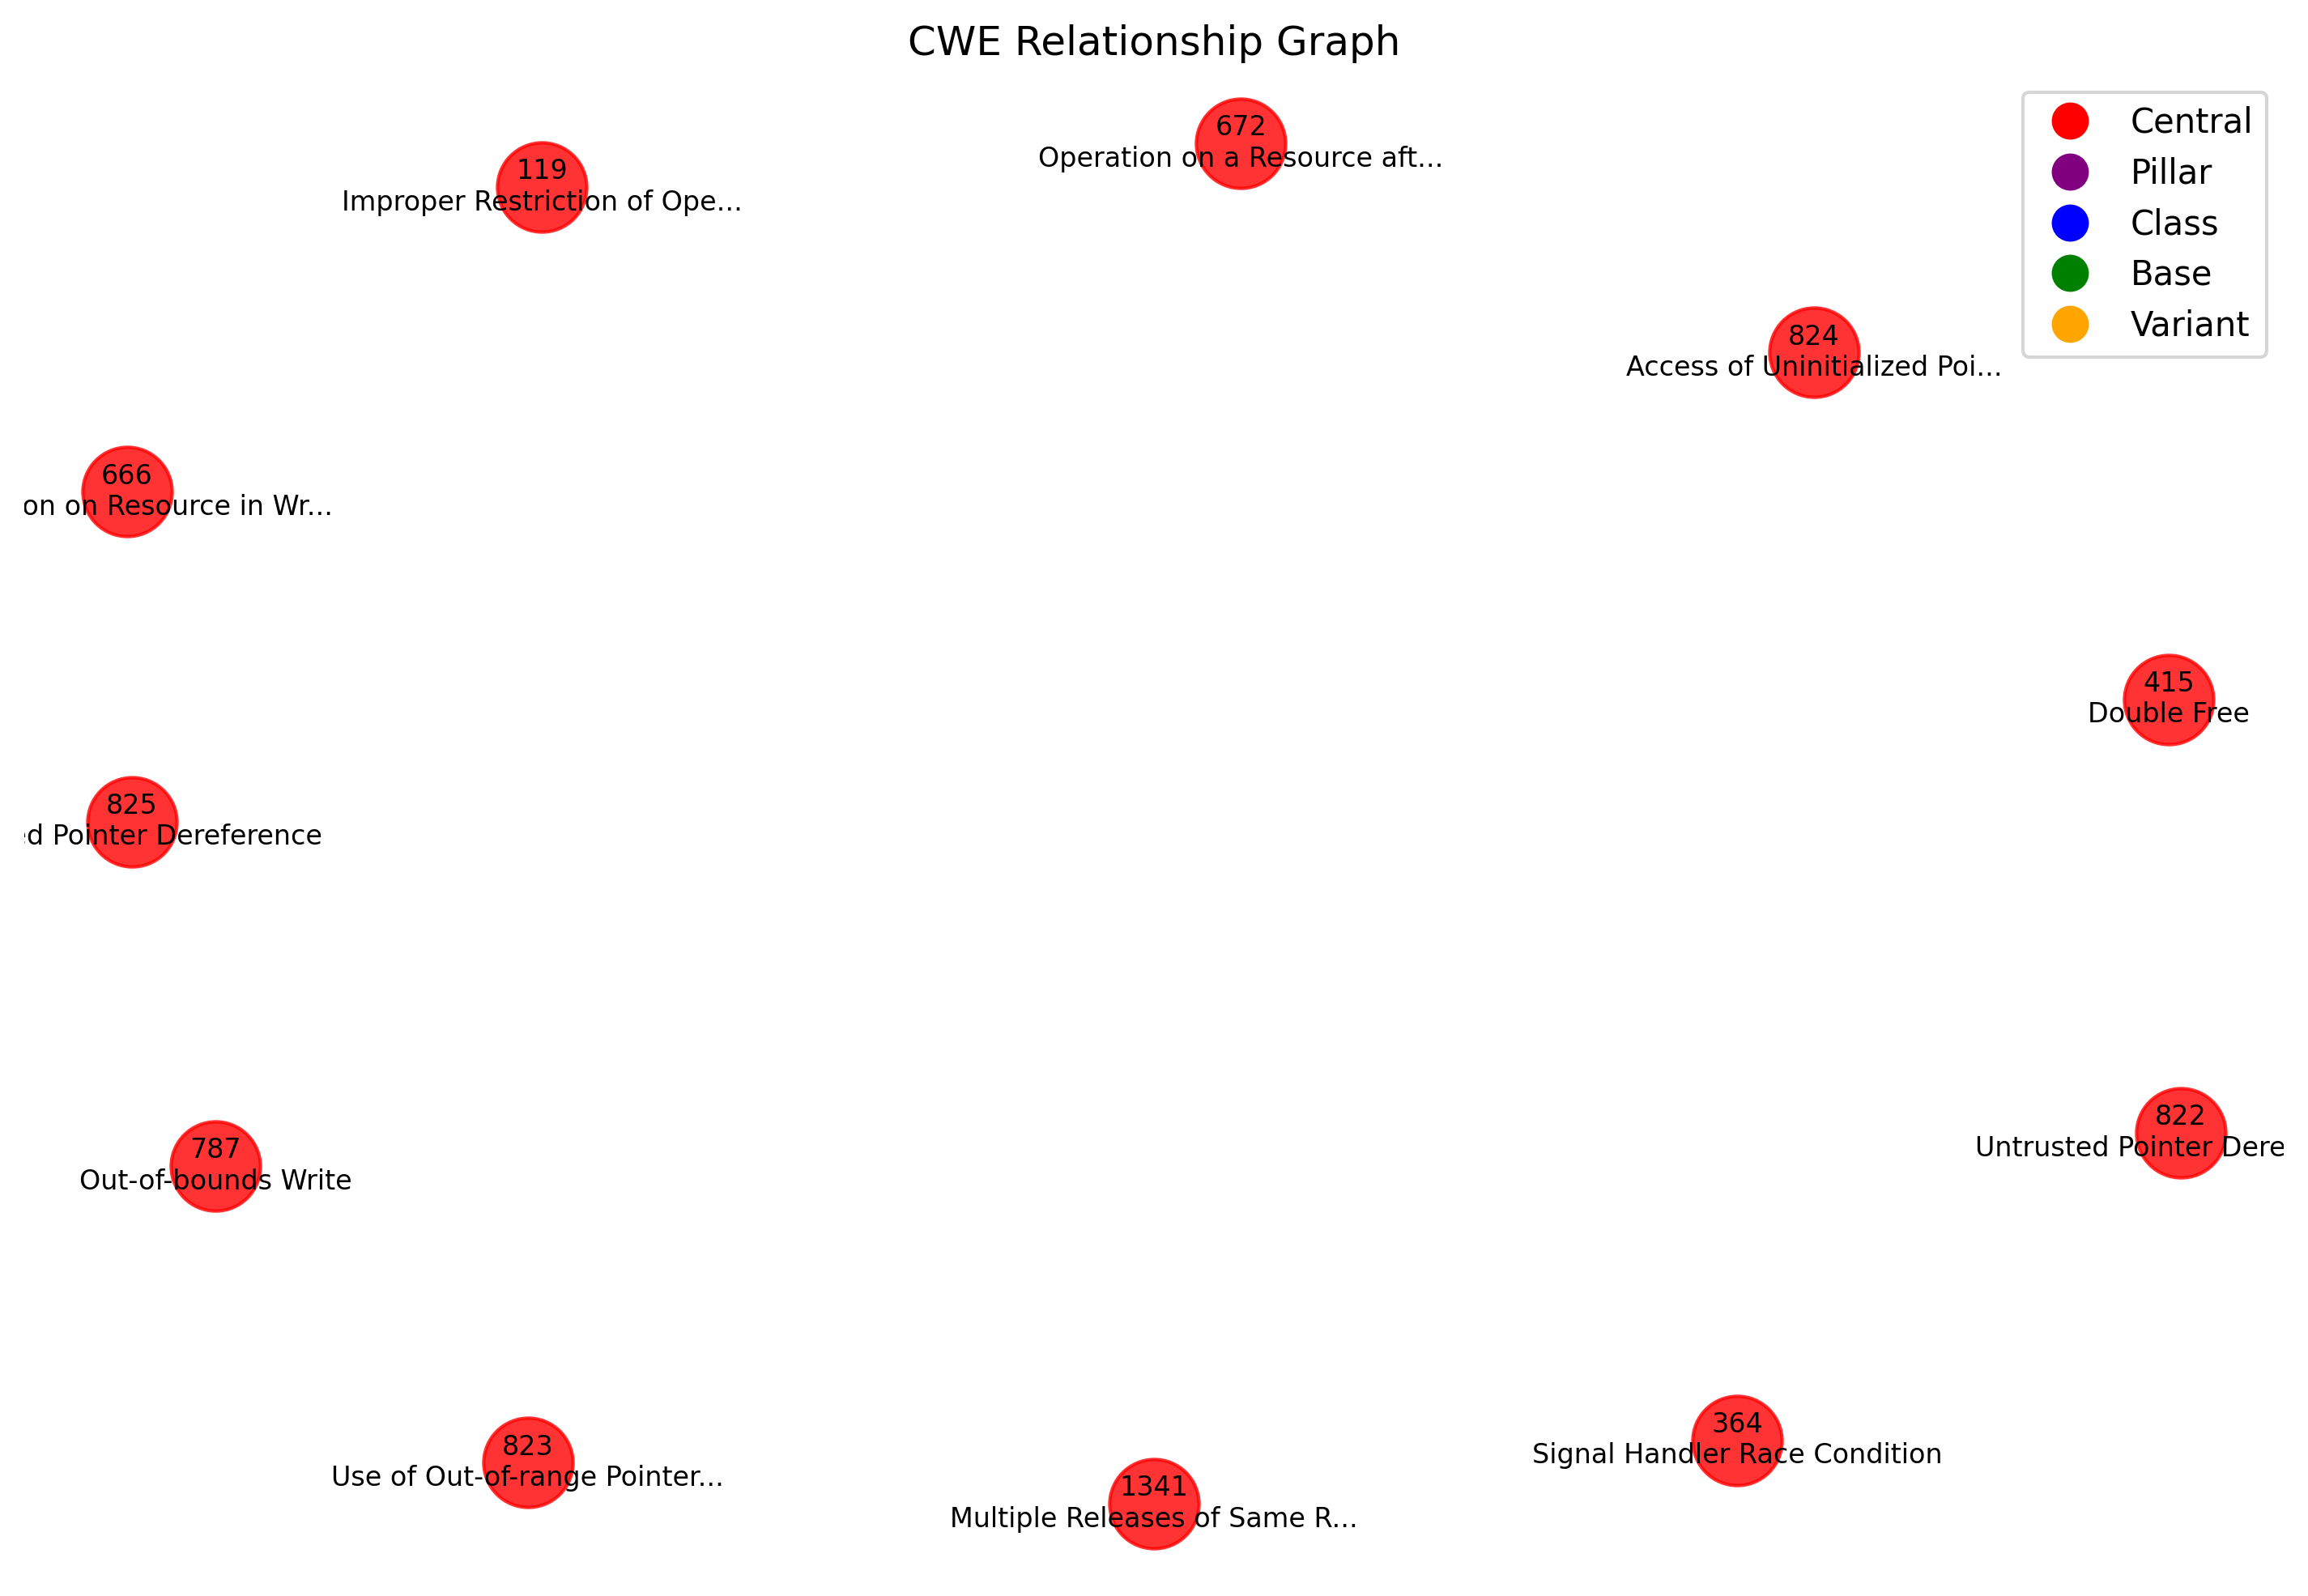 CWE Relationship Graph
672
Operation on a Resource aft...
Central
Pillar
Class
Base
Variant
119
Improper Restriction of Ope...
824
Access of Uninitialized Poi...
666
on on Resource in Wr...
415
Double Free
825
d Pointer Dereference
822
Untrusted Pointer Dere
787
Out-of-bounds Write
364
Signal Handler Race Condition
823
Use of Out-of-range Pointer...
1341
Multiple Releases of Same R...